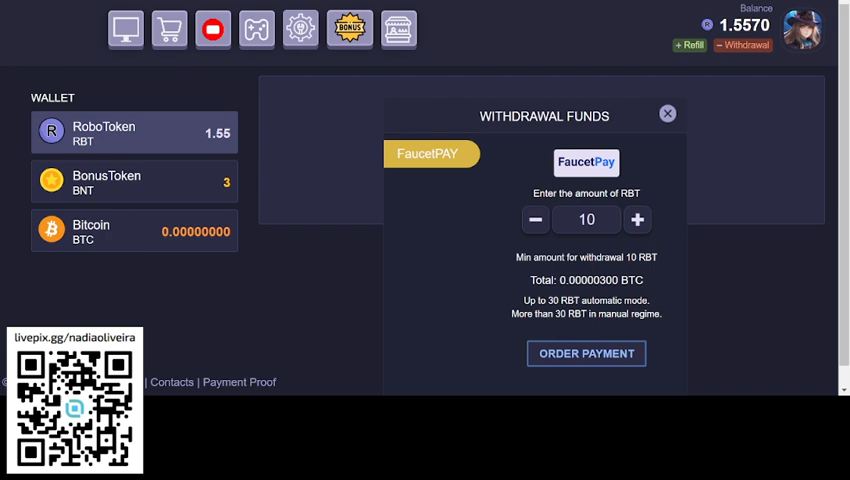 Balance
R 1.5570
+ Refill
− Withdrawal
BONUS
WALLET
R RoboToken
RBT
1.55
BonusToken
BNT
3
Bitcoin
BTC
0.00000000
WITHDRAWAL FUNDS
FaucetPAY
FaucetPay
Enter the amount of RBT
− 10 +
Min amount for withdrawal 10 RBT
Total: 0.00000300 BTC
Up to 30 RBT automatic mode.
More than 30 RBT in manual regime.
ORDER PAYMENT
livepix.gg/nadiaoliveira
| Contacts | Payment Proof